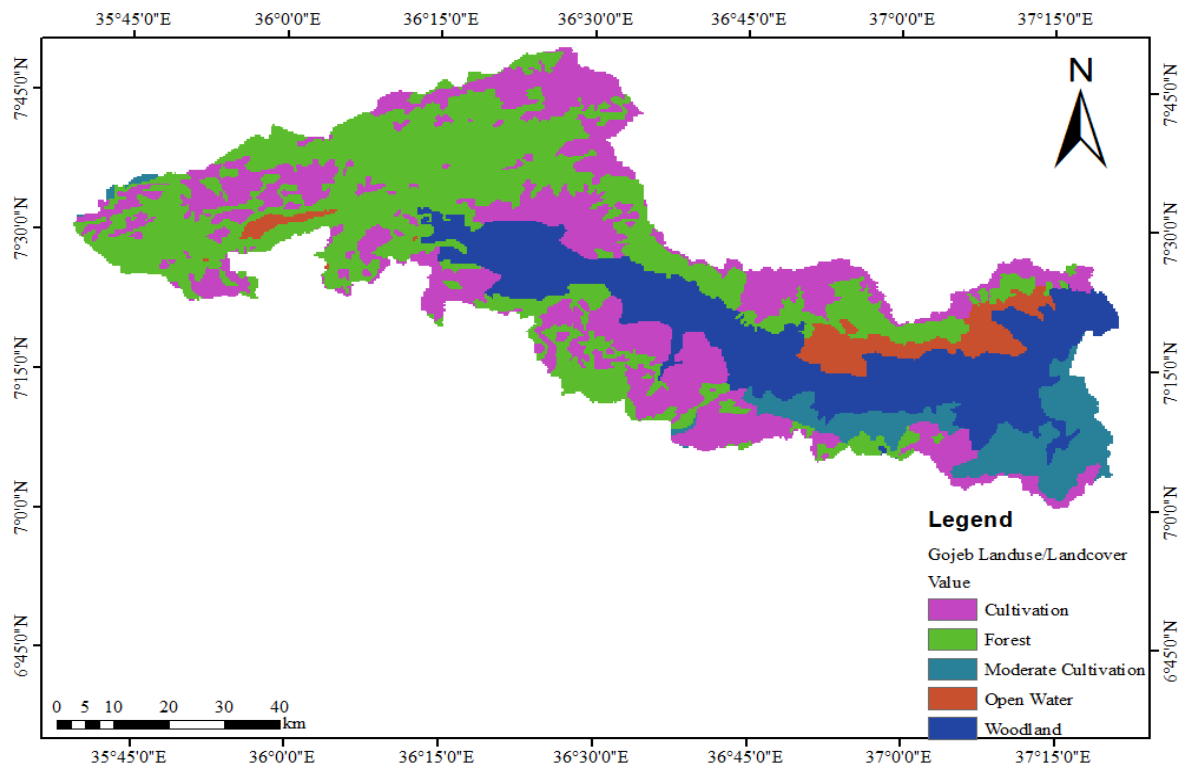 35°45'0"E 36°0'0"E 36°15'0"E 36°30'0"E 36°45'0"E 37°0'0"E 37°15'0"E
N
7°45'0"N 7°45'0"N
7°30'0"N 7°30'0"N
7°15'0"N 7°15'0"N
7°0'0"N 7°0'0"N
6°45'0"N 6°45'0"N
Legend
Gojeb Landuse/Landcover
Value
Cultivation
Forest
Moderate Cultivation
Open Water
Woodland
0 5 10 20 30 40
km
35°45'0"E 36°0'0"E 36°15'0"E 36°30'0"E 36°45'0"E 37°0'0"E 37°15'0"E